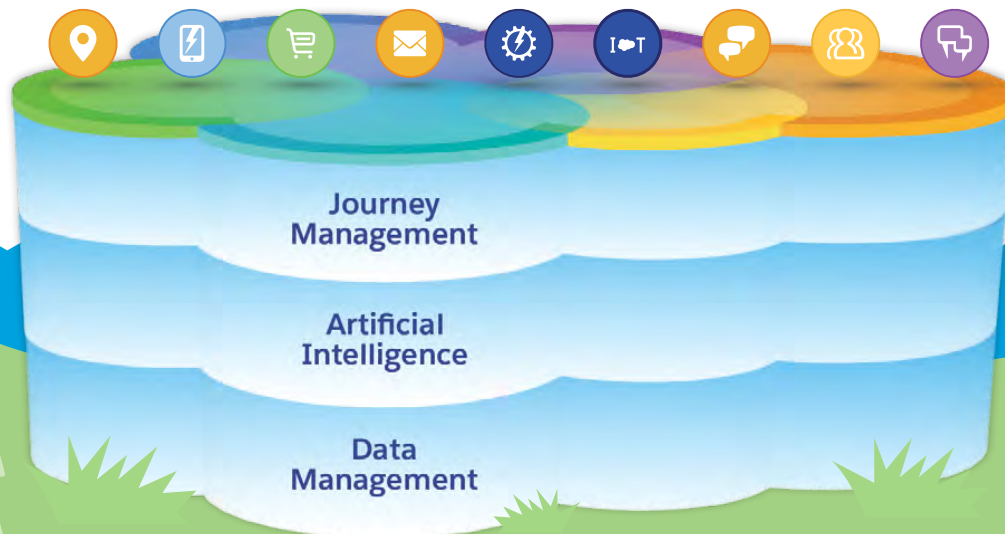 I T
Journey
Management
Artificial
Intelligence
Data
Management